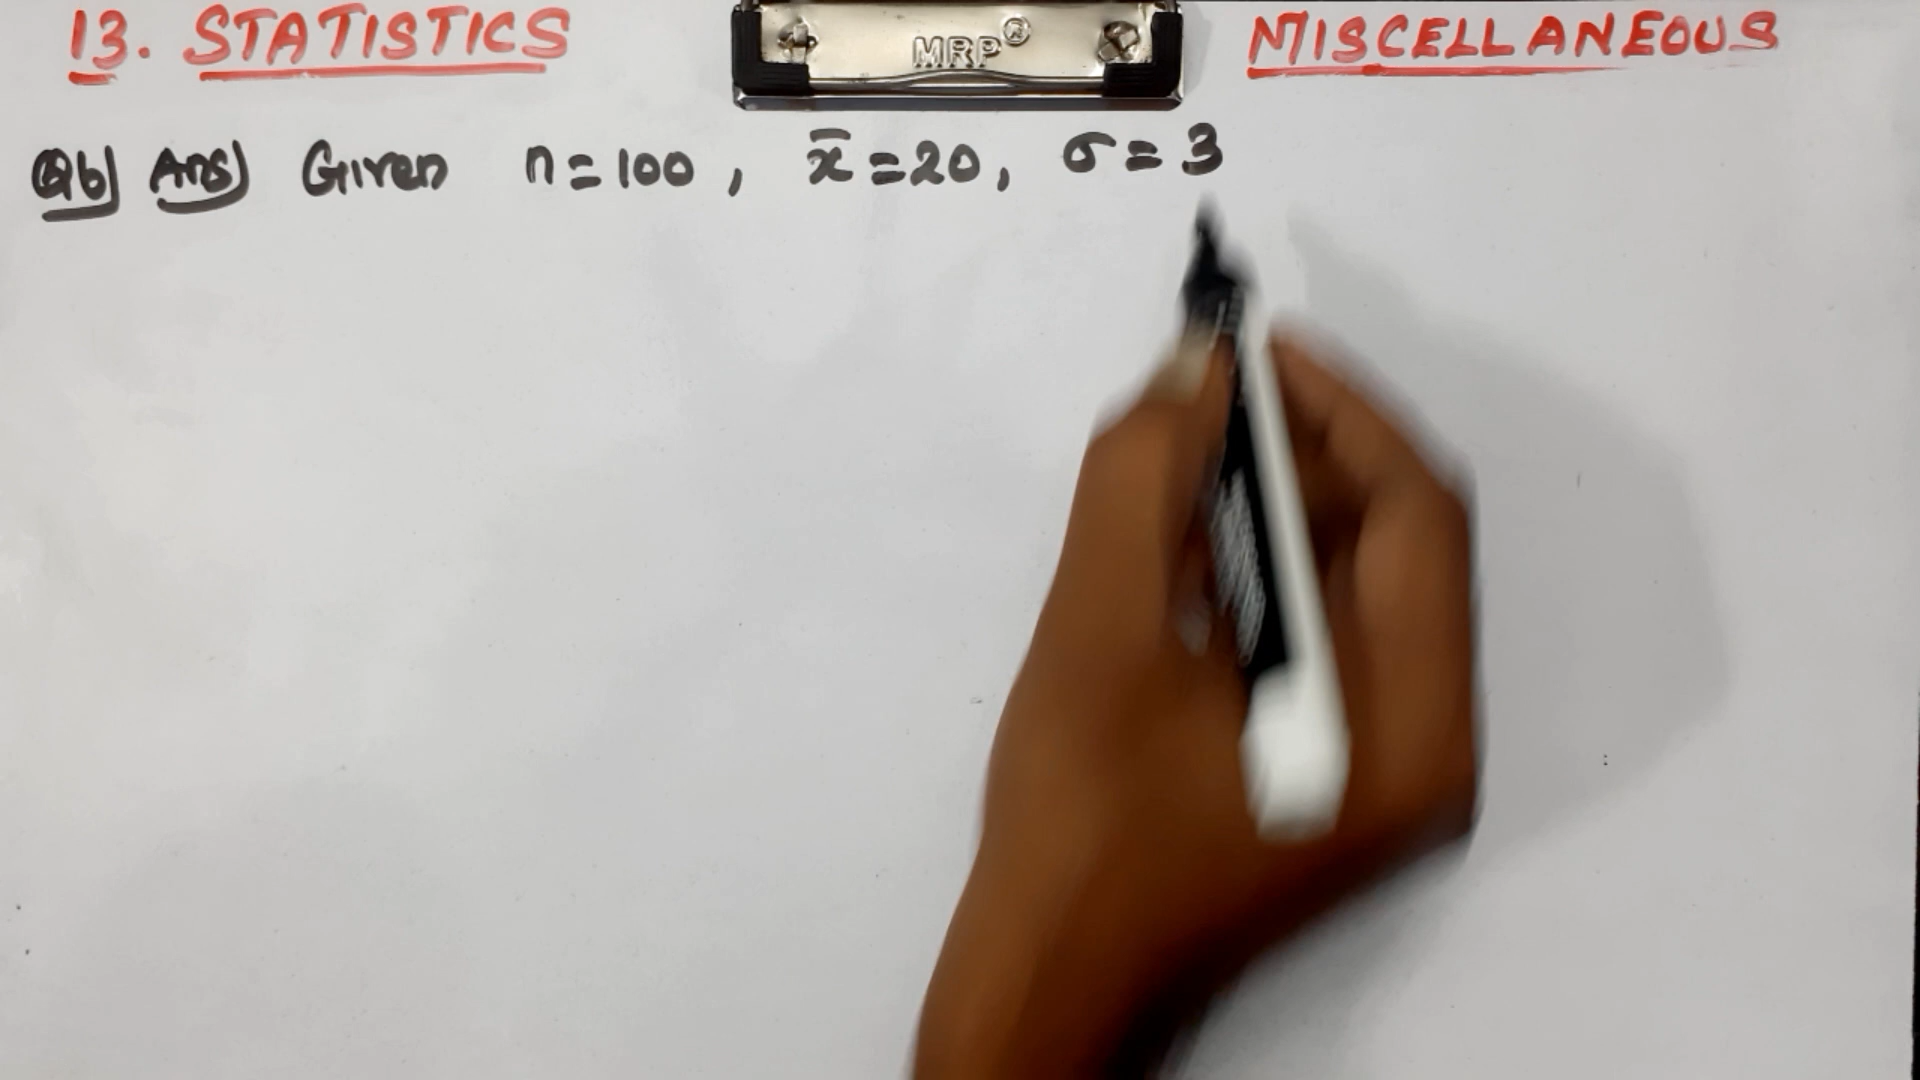 13. STATISTICS
MRP®
MISCELLANEOUS
Q6) Ans) Given n = 100 , x̄ = 20, σ = 3